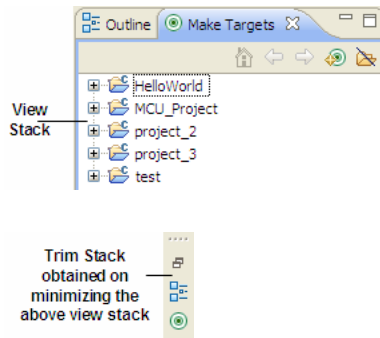 Outline Make Targets
HelloWorld
MCU_Project
project_2
project_3
test
View
Stack
Trim Stack
obtained on
minimizing the
above view stack